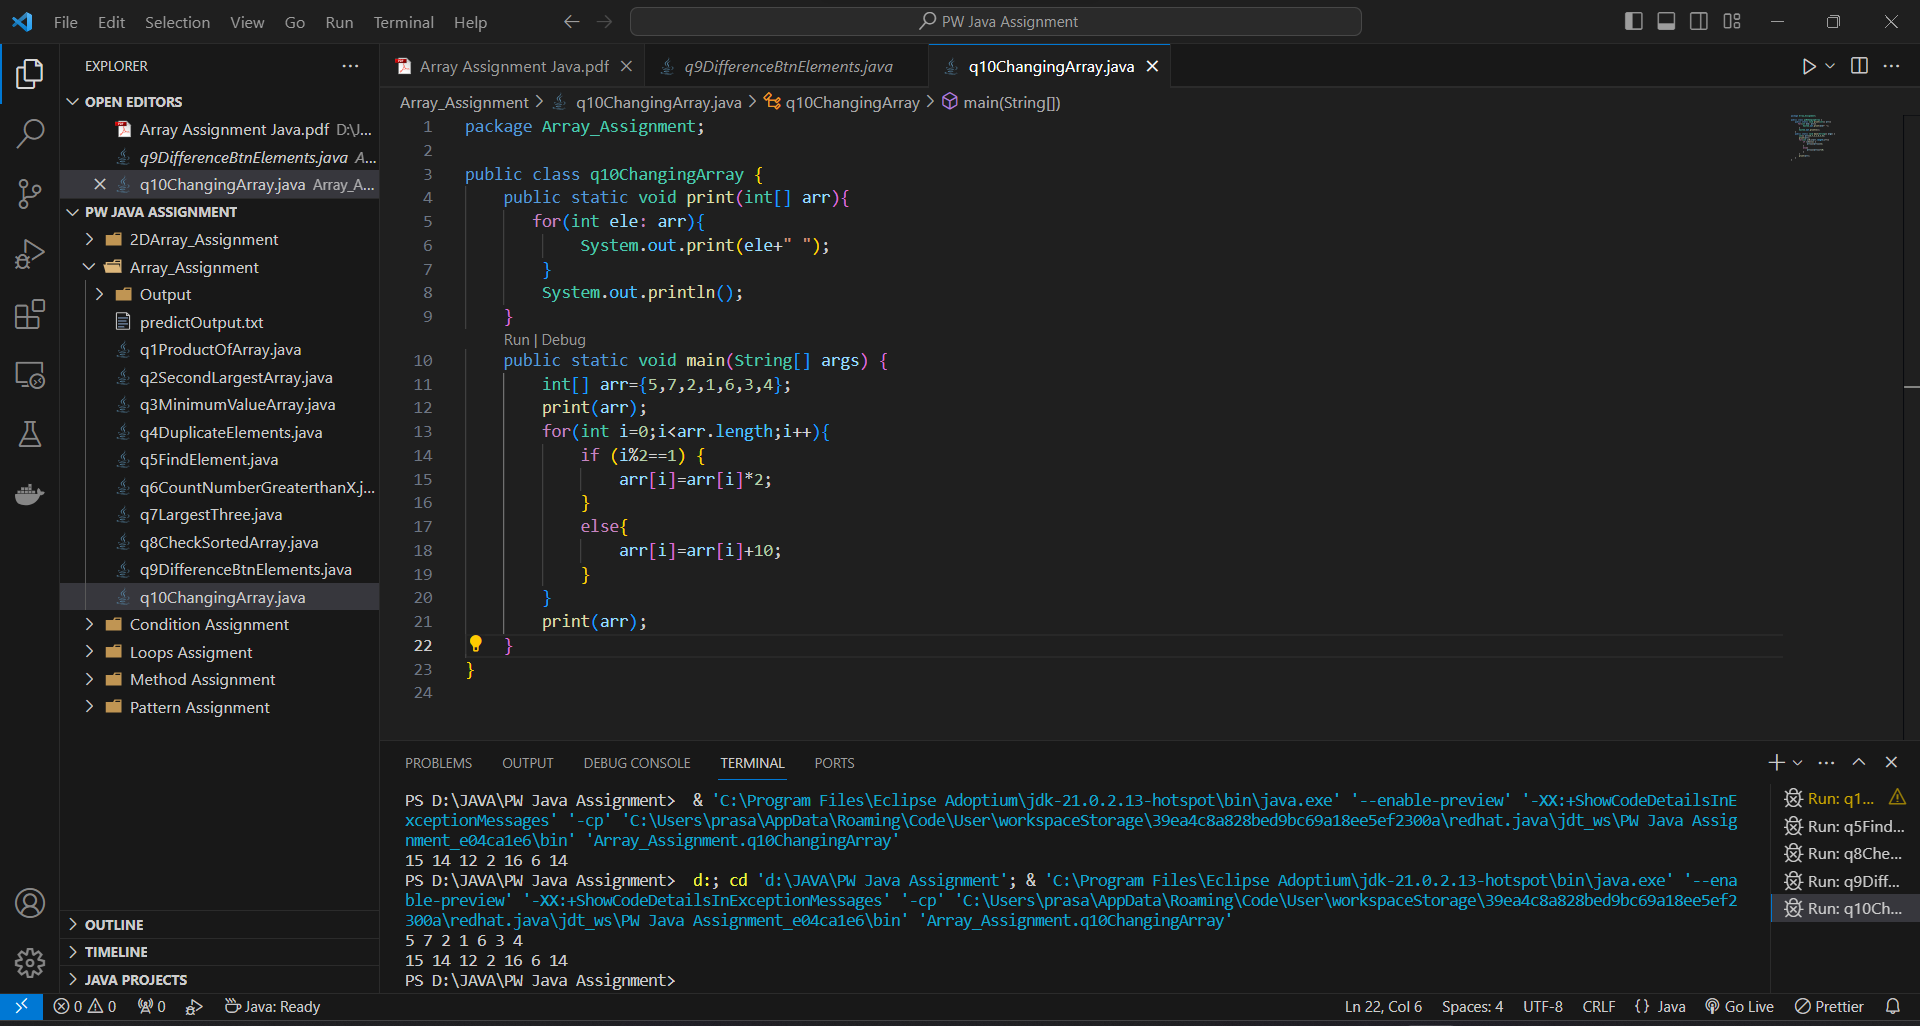 File Edit Selection View Go Run Terminal Help
PW Java Assignment
EXPLORER
OPEN EDITORS
Array Assignment Java.pdf D:\J...
q9DifferenceBtnElements.java A...
q10ChangingArray.java Array_A...
PW JAVA ASSIGNMENT
2DArray_Assignment
Array_Assignment
Output
predictOutput.txt
q1ProductOfArray.java
q2SecondLargestArray.java
q3MinimumValueArray.java
q4DuplicateElements.java
q5FindElement.java
q6CountNumberGreaterthanX.j...
q7LargestThree.java
q8CheckSortedArray.java
q9DifferenceBtnElements.java
q10ChangingArray.java
Condition Assignment
Loops Assigment
Method Assignment
Pattern Assignment
OUTLINE
TIMELINE
JAVA PROJECTS
Array Assignment Java.pdf
q9DifferenceBtnElements.java
q10ChangingArray.java
Array_Assignment > q10ChangingArray.java > q10ChangingArray > main(String[])
1 package Array_Assignment;
2
3 public class q10ChangingArray {
4 public static void print(int[] arr){
5 for(int ele: arr){
6 System.out.print(ele+" ");
7 }
8 System.out.println();
9 }
Run | Debug
10 public static void main(String[] args) {
11 int[] arr={5,7,2,1,6,3,4};
12 print(arr);
13 for(int i=0;i<arr.length;i++){
14 if (i%2==1) {
15 arr[i]=arr[i]*2;
16 }
17 else{
18 arr[i]=arr[i]+10;
19 }
20 }
21 print(arr);
22 }
23 }
24
PROBLEMS OUTPUT DEBUG CONSOLE TERMINAL PORTS
PS D:\JAVA\PW Java Assignment> & 'C:\Program Files\Eclipse Adoptium\jdk-21.0.2.13-hotspot\bin\java.exe' '--enable-preview' '-XX:+ShowCodeDetailsInE
xceptionMessages' '-cp' 'C:\Users\prasa\AppData\Roaming\Code\User\workspaceStorage\39ea4c8a828bed9bc69a18ee5ef2300a\redhat.java\jdt_ws\PW Java Assig
nment_e04ca1e6\bin' 'Array_Assignment.q10ChangingArray'
15 14 12 2 16 6 14
PS D:\JAVA\PW Java Assignment> d:; cd 'd:\JAVA\PW Java Assignment'; & 'C:\Program Files\Eclipse Adoptium\jdk-21.0.2.13-hotspot\bin\java.exe' '--ena
ble-preview' '-XX:+ShowCodeDetailsInExceptionMessages' '-cp' 'C:\Users\prasa\AppData\Roaming\Code\User\workspaceStorage\39ea4c8a828bed9bc69a18ee5ef2
300a\redhat.java\jdt_ws\PW Java Assignment_e04ca1e6\bin' 'Array_Assignment.q10ChangingArray'
5 7 2 1 6 3 4
15 14 12 2 16 6 14
PS D:\JAVA\PW Java Assignment>
Run: q1...
Run: q5Find...
Run: q8Che...
Run: q9Diff...
Run: q10Ch...
0 0 0 Java: Ready
Ln 22, Col 6 Spaces: 4 UTF-8 CRLF {} Java Go Live Prettier